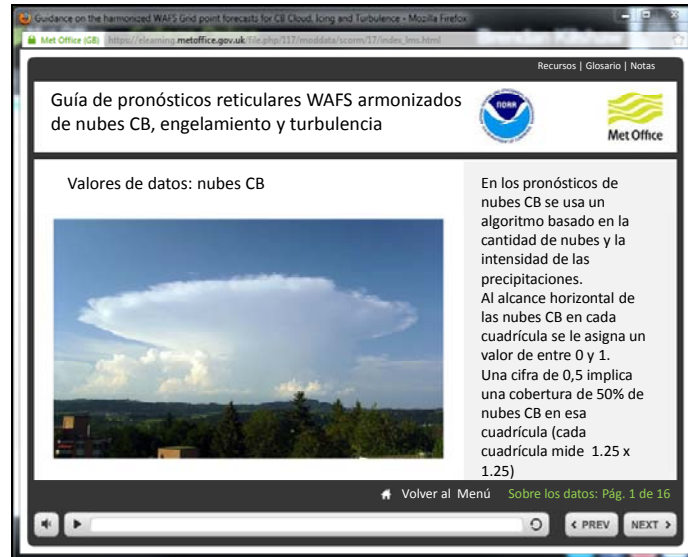 Guidance on the harmonized WAFS Grid point forecasts for CB Cloud, Icing and Turbulence - Mozilla Firefox
Met Office (GB) https://elearning.metoffice.gov.uk/file.php/117/moddata/scorm/17/index_lms.html
Recursos | Glosario | Notas
Guía de pronósticos reticulares WAFS armonizados
de nubes CB, engelamiento y turbulencia
NOAA
Met Office
Valores de datos: nubes CB
En los pronósticos de
nubes CB se usa un
algoritmo basado en la
cantidad de nubes y la
intensidad de las
precipitaciones.
Al alcance horizontal de
las nubes CB en cada
cuadrícula se le asigna un
valor de entre 0 y 1.
Una cifra de 0,5 implica
una cobertura de 50% de
nubes CB en esa
cuadrícula (cada
cuadrícula mide 1.25 x
1.25)
Volver al Menú Sobre los datos: Pág. 1 de 16
PREV NEXT